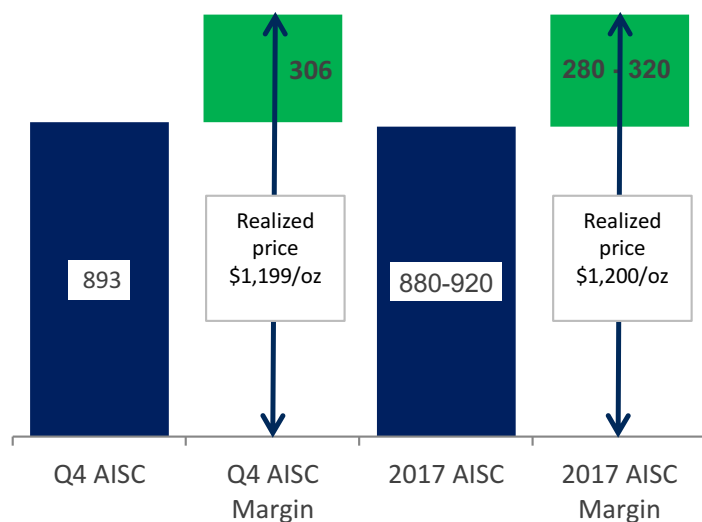 306
280 - 320
Realized
price
$1,199/oz
Realized
price
$1,200/oz
893
880-920
Q4 AISC
Q4 AISC
Margin
2017 AISC
2017 AISC
Margin